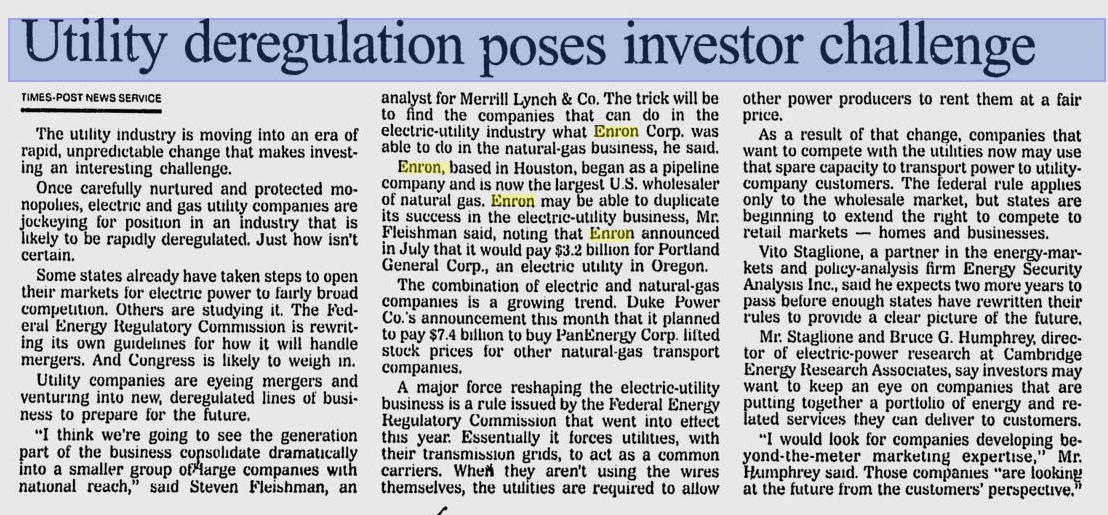 Utility deregulation poses investor challenge
TIMES-POST NEWS SERVICE
The utility industry is moving into an era of
rapid, unpredictable change that makes invest-
ing an interesting challenge.
Once carefully nurtured and protected mo-
nopolies, electric and gas utility companies are
jockeying for position in an industry that is
likely to be rapidly deregulated. Just how isn't
certain.
Some states already have taken steps to open
their markets for electric power to fairly broad
competition. Others are studying it. The Fed-
eral Energy Regulatory Commission is rewrit-
ing its own guidelines for how it will handle
mergers. And Congress is likely to weigh in.
Utility companies are eyeing mergers and
venturing into new, deregulated lines of busi-
ness to prepare for the future.
"I think we're going to see the generation
part of the business consolidate dramatically
into a smaller group of large companies with
national reach," said Steven Fleishman, an
analyst for Merrill Lynch & Co. The trick will be
to find the companies that can do in the
electric-utility industry what Enron Corp. was
able to do in the natural-gas business, he said.
Enron, based in Houston, began as a pipeline
company and is now the largest U.S. wholesaler
of natural gas. Enron may be able to duplicate
its success in the electric-utility business, Mr.
Fleishman said, noting that Enron announced
in July that it would pay $3.2 billion for Portland
General Corp., an electric utility in Oregon.
The combination of electric and natural-gas
companies is a growing trend. Duke Power
Co.'s announcement this month that it planned
to pay $7.4 billion to buy PanEnergy Corp. lifted
stock prices for other natural-gas transport
companies.
A major force reshaping the electric-utility
business is a rule issued by the Federal Energy
Regulatory Commission that went into effect
this year. Essentially it forces utilities, with
their transmission grids, to act as a common
carriers. When they aren't using the wires
themselves, the utilities are required to allow
other power producers to rent them at a fair
price.
As a result of that change, companies that
want to compete with the utilities now may use
that spare capacity to transport power to utility-
company customers. The federal rule applies
only to the wholesale market, but states are
beginning to extend the right to compete to
retail markets — homes and businesses.
Vito Staglione, a partner in the energy-mar-
kets and policy-analysis firm Energy Security
Analysis Inc., said he expects two more years to
pass before enough states have rewritten their
rules to provide a clear picture of the future.
Mr. Staglione and Bruce G. Humphrey, direc-
tor of electric-power research at Cambridge
Energy Research Associates, say investors may
want to keep an eye on companies that are
putting together a portfolio of energy and re-
lated services they can deliver to customers.
"I would look for companies developing be-
yond-the-meter marketing expertise," Mr.
Humphrey said. Those companies "are looking
at the future from the customers' perspective."